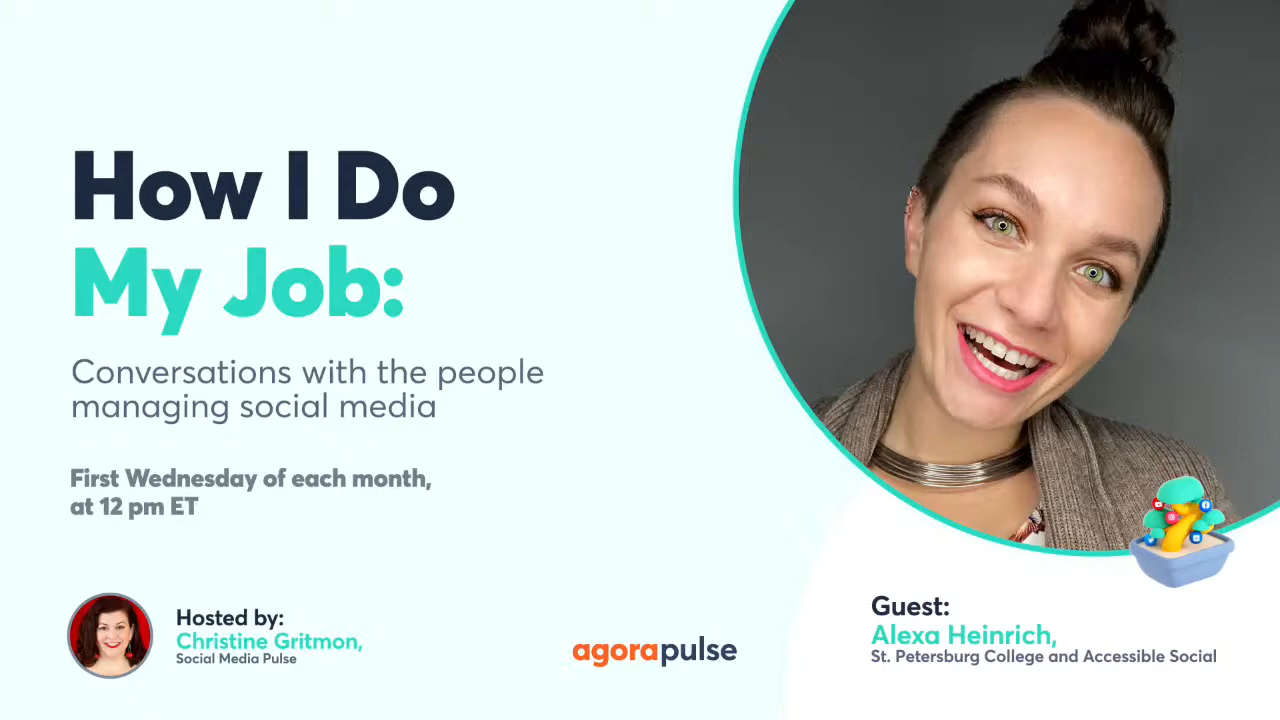 How I Do
My Job:
Conversations with the people
managing social media
First Wednesday of each month,
at 12 pm ET
Hosted by:
Christine Gritmon,
Social Media Pulse
agorapulse
Guest:
Alexa Heinrich,
St. Petersburg College and Accessible Social